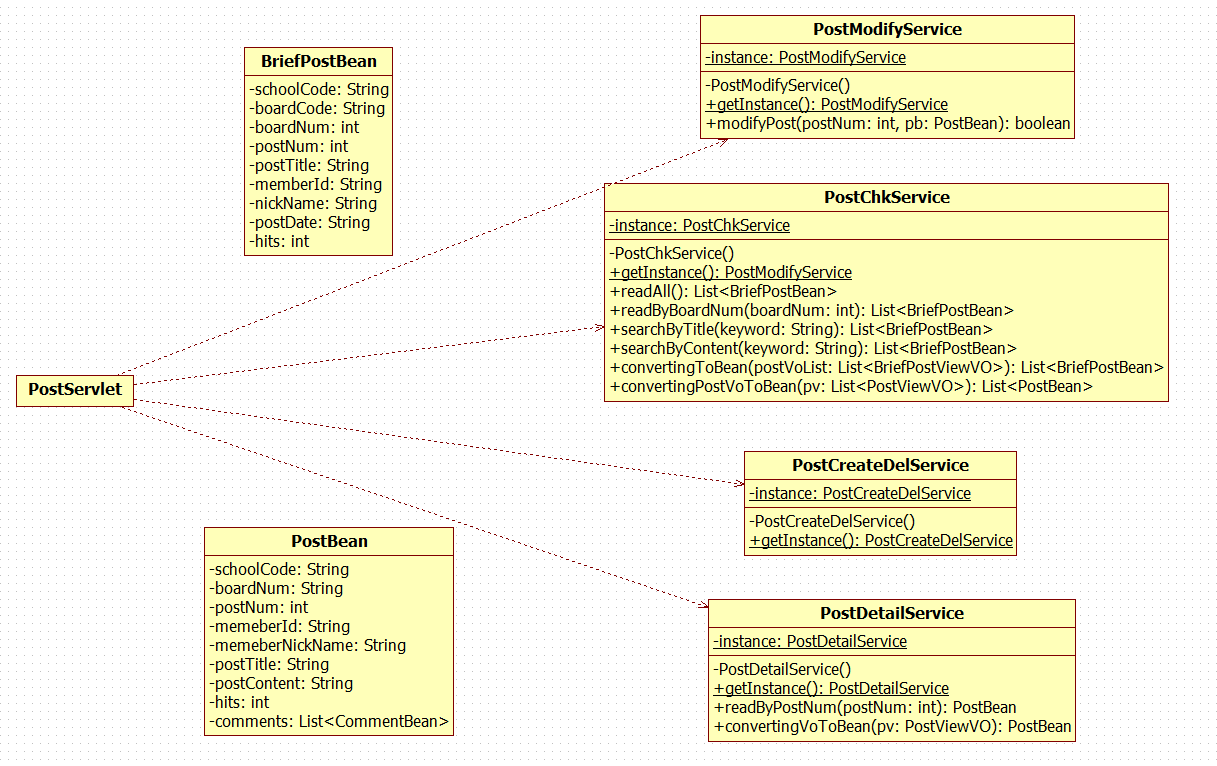 PostModifyService
-instance: PostModifyService
-PostModifyService()
+getInstance(): PostModifyService
+modifyPost(postNum: int, pb: PostBean): boolean
BriefPostBean
-schoolCode: String
-boardCode: String
-boardNum: int
-postNum: int
-postTitle: String
-memberId: String
-nickName: String
-postDate: String
-hits: int
PostChkService
-instance: PostChkService
-PostChkService()
+getInstance(): PostModifyService
+readAll(): List<BriefPostBean>
+readByBoardNum(boardNum: int): List<BriefPostBean>
+searchByTitle(keyword: String): List<BriefPostBean>
+searchByContent(keyword: String): List<BriefPostBean>
+convertingToBean(postVoList: List<BriefPostViewVO>): List<BriefPostBean>
+convertingPostVoToBean(pv: List<PostViewVO>): List<PostBean>
PostServlet
PostCreateDelService
-instance: PostCreateDelService
-PostCreateDelService()
+getInstance(): PostCreateDelService
PostBean
-schoolCode: String
-boardNum: String
-postNum: int
-memeberId: String
-memeberNickName: String
-postTitle: String
-postContent: String
-hits: int
-comments: List<CommentBean>
PostDetailService
-instance: PostDetailService
-PostDetailService()
+getInstance(): PostDetailService
+readByPostNum(postNum: int): PostBean
+convertingVoToBean(pv: PostViewVO): PostBean